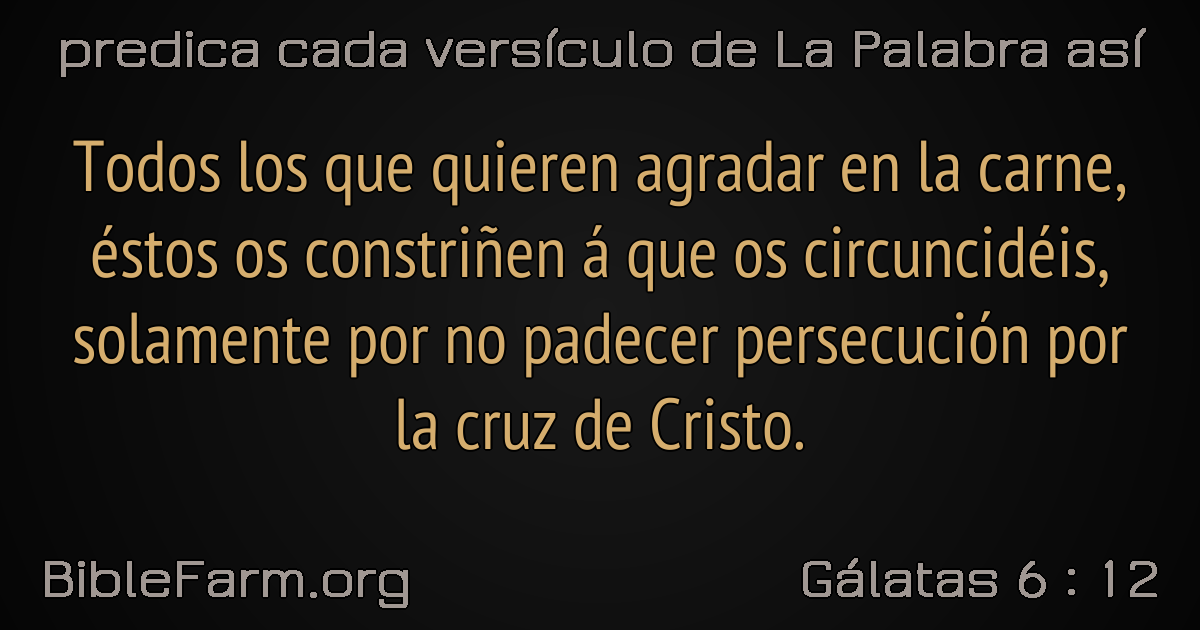 predica cada versículo de La Palabra así
Todos los que quieren agradar en la carne,
éstos os constriñen á que os circuncidéis,
solamente por no padecer persecución por
la cruz de Cristo.
BibleFarm.org
Gálatas 6 : 12